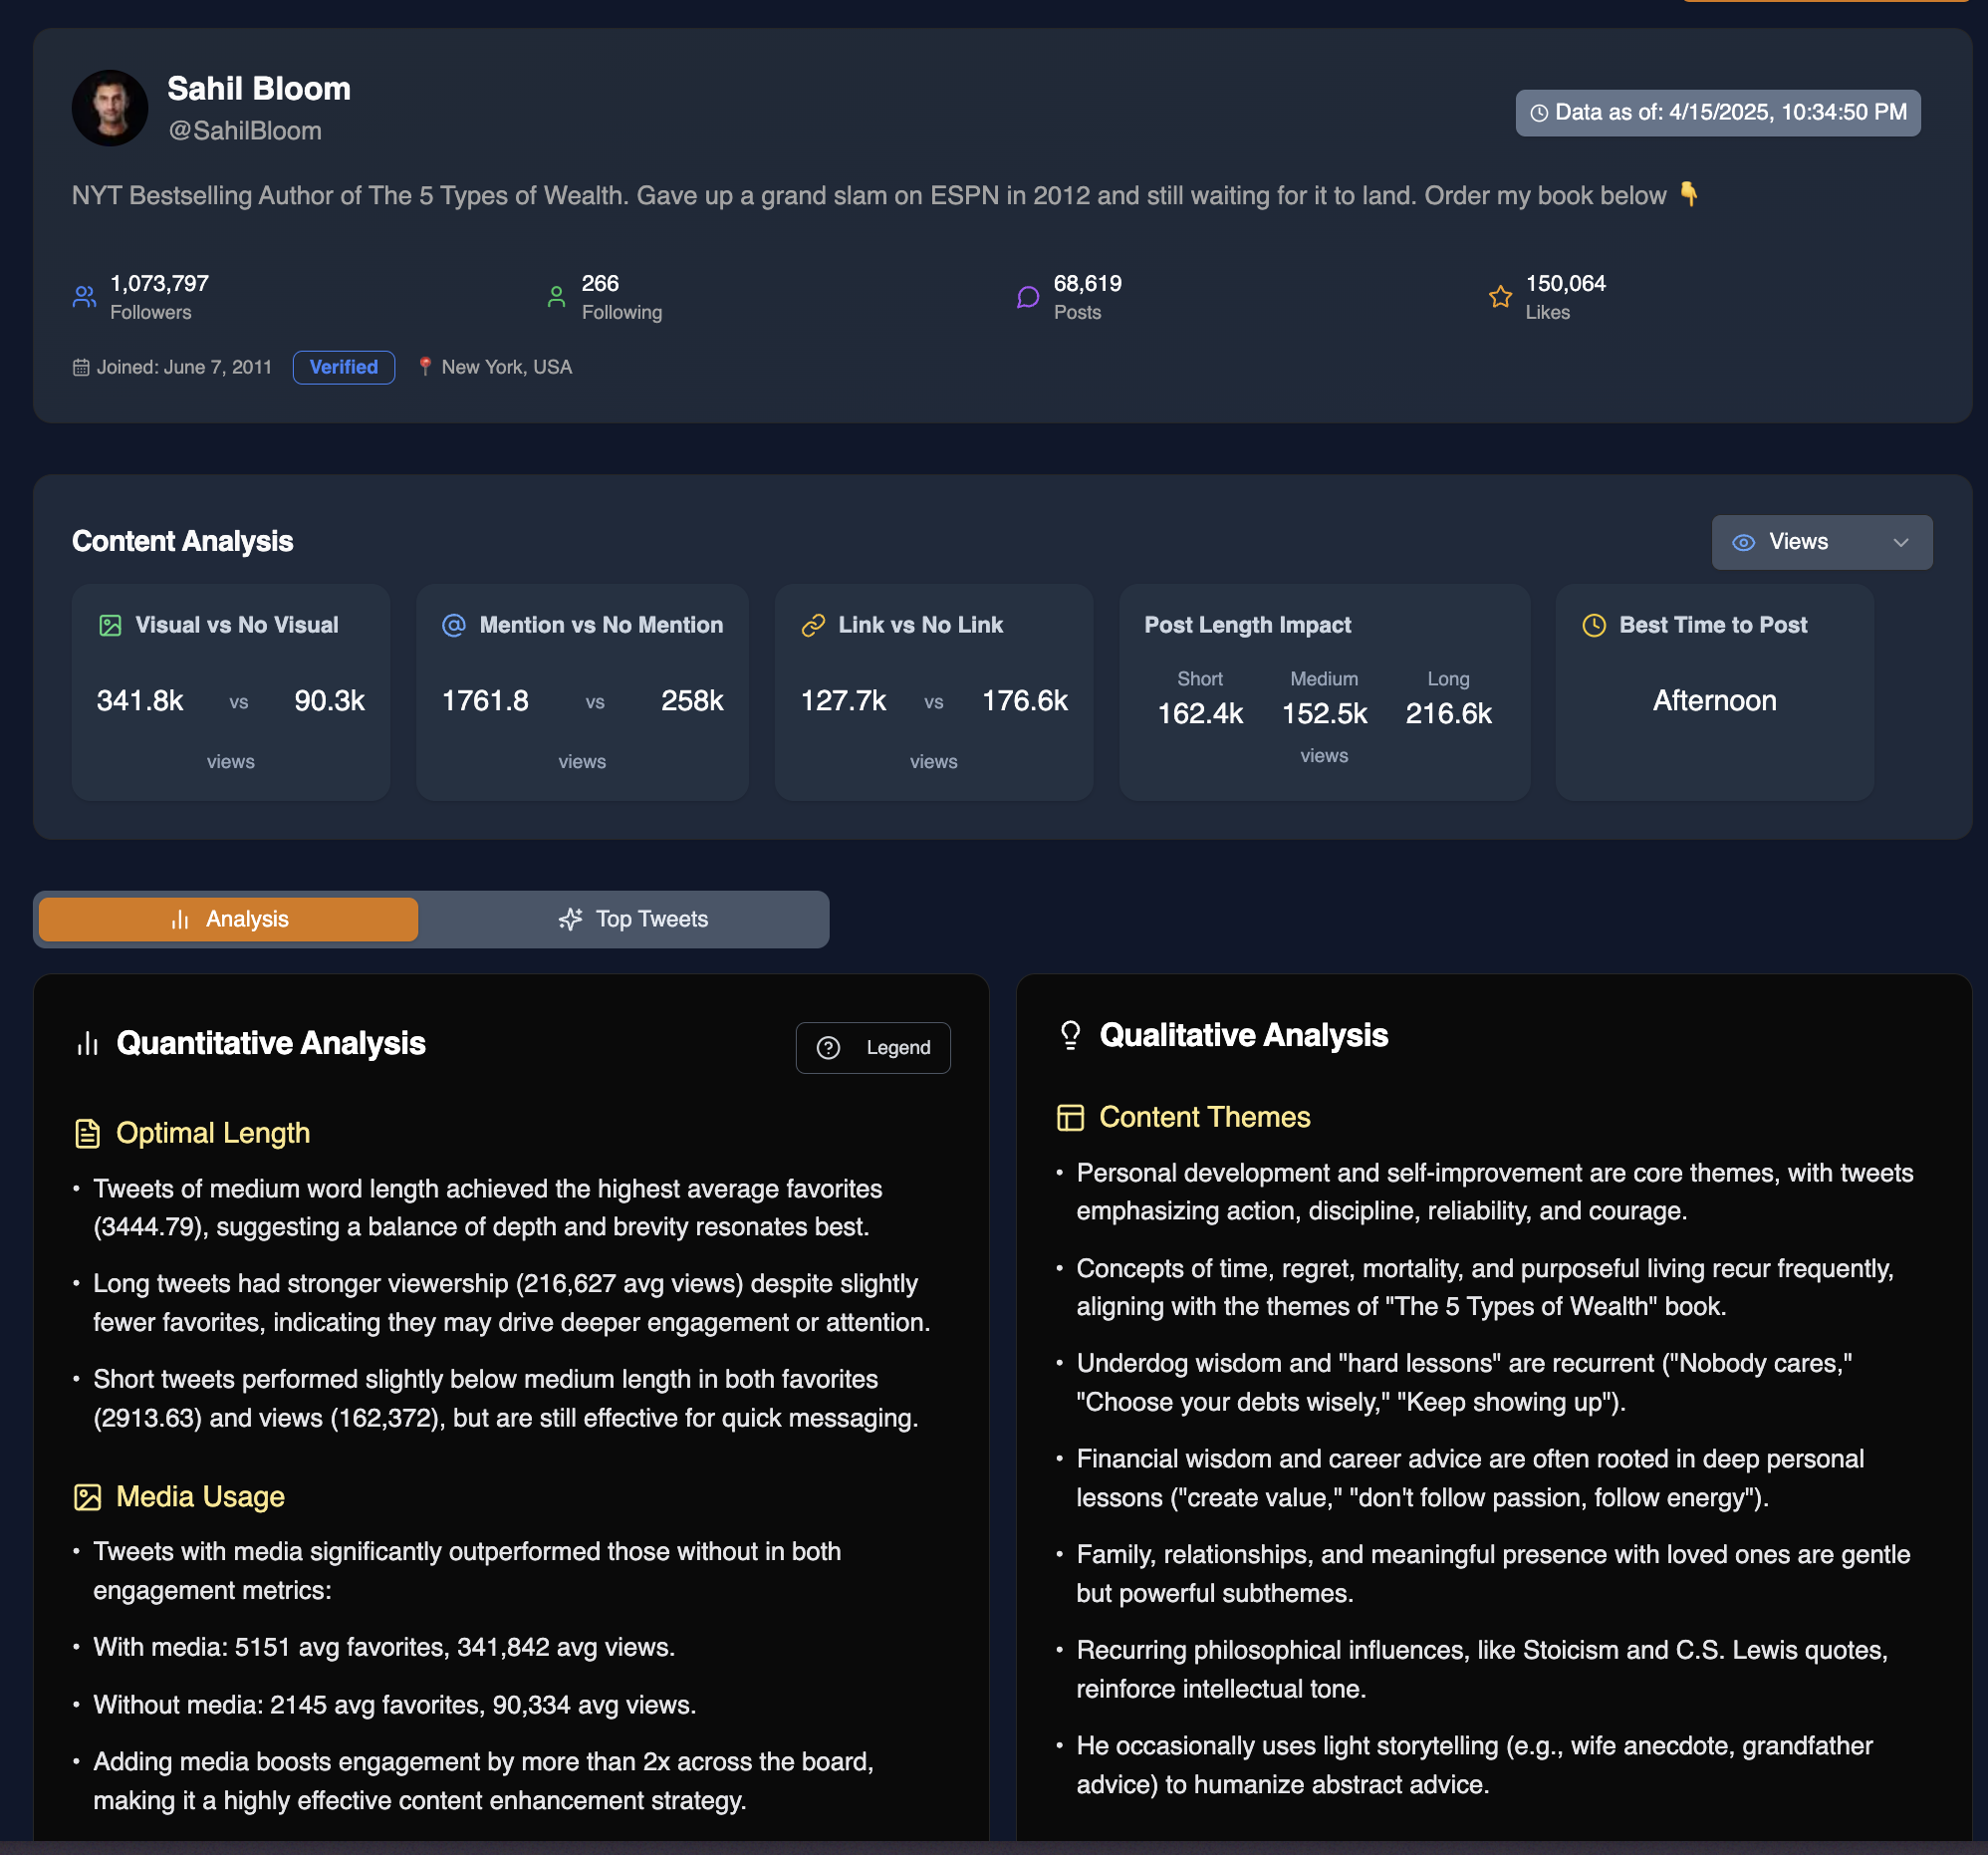 Sahil Bloom
@SahilBloom
Data as of: 4/15/2025, 10:34:50 PM
NYT Bestselling Author of The 5 Types of Wealth. Gave up a grand slam on ESPN in 2012 and still waiting for it to land. Order my book below 👇
1,073,797
Followers
266
Following
68,619
Posts
150,064
Likes
Joined: June 7, 2011
Verified
📍 New York, USA
Content Analysis
Views
Visual vs No Visual
341.8k vs 90.3k
views
Mention vs No Mention
1761.8 vs 258k
views
Link vs No Link
127.7k vs 176.6k
views
Post Length Impact
Short Medium Long
162.4k 152.5k 216.6k
views
Best Time to Post
Afternoon
Analysis
Top Tweets
Quantitative Analysis
Legend
Optimal Length
• Tweets of medium word length achieved the highest average favorites
(3444.79), suggesting a balance of depth and brevity resonates best.
• Long tweets had stronger viewership (216,627 avg views) despite slightly
fewer favorites, indicating they may drive deeper engagement or attention.
• Short tweets performed slightly below medium length in both favorites
(2913.63) and views (162,372), but are still effective for quick messaging.
Media Usage
• Tweets with media significantly outperformed those without in both
engagement metrics:
• With media: 5151 avg favorites, 341,842 avg views.
• Without media: 2145 avg favorites, 90,334 avg views.
• Adding media boosts engagement by more than 2x across the board,
making it a highly effective content enhancement strategy.
Qualitative Analysis
Content Themes
• Personal development and self-improvement are core themes, with tweets
emphasizing action, discipline, reliability, and courage.
• Concepts of time, regret, mortality, and purposeful living recur frequently,
aligning with the themes of "The 5 Types of Wealth" book.
• Underdog wisdom and "hard lessons" are recurrent ("Nobody cares,"
"Choose your debts wisely," "Keep showing up").
• Financial wisdom and career advice are often rooted in deep personal
lessons ("create value," "don't follow passion, follow energy").
• Family, relationships, and meaningful presence with loved ones are gentle
but powerful subthemes.
• Recurring philosophical influences, like Stoicism and C.S. Lewis quotes,
reinforce intellectual tone.
• He occasionally uses light storytelling (e.g., wife anecdote, grandfather
advice) to humanize abstract advice.